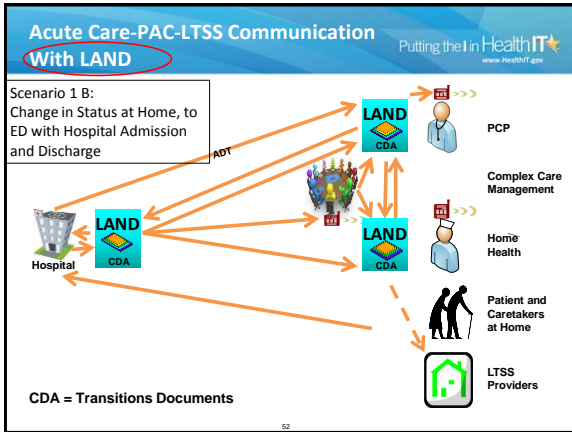 Acute Care-PAC-LTSS Communication
With LAND
Putting the I in HealthIT
www.HealthIT.gov
Scenario 1 B:
Change in Status at Home, to
ED with Hospital Admission
and Discharge
ADT
LAND
CDA
PCP
Complex Care
Management
LAND
CDA
Hospital
LAND
CDA
Home
Health
Patient and
Caretakers
at Home
LTSS
Providers
CDA = Transitions Documents
52